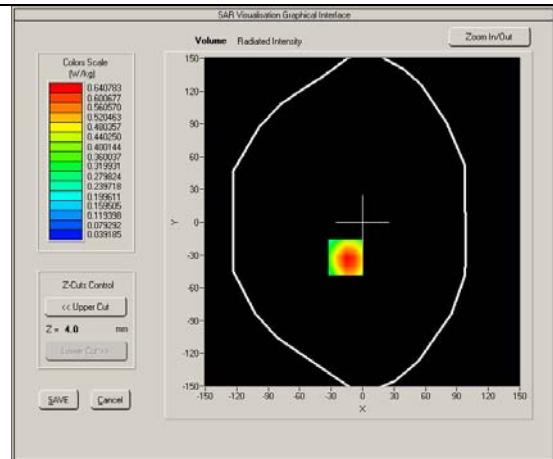 SAR Visualisation Graphical Interface
Volume Radiated Intensity
Zoom In/Out
Colors Scale
(W/kg)
0.640783
0.600677
0.560570
0.520463
0.480357
0.440250
0.400144
0.360037
0.319931
0.279824
0.239718
0.199611
0.159505
0.119398
0.079292
0.039185
Z-Cuts Control
<< Upper Cut
Z = 4.0 mm
Lower Cut >>
SAVE Cancel
150
120
90
60
30
0
-30
-60
-90
-120
-150
Y
-150 -120 -90 -60 -30 0 30 60 90 120 150
X